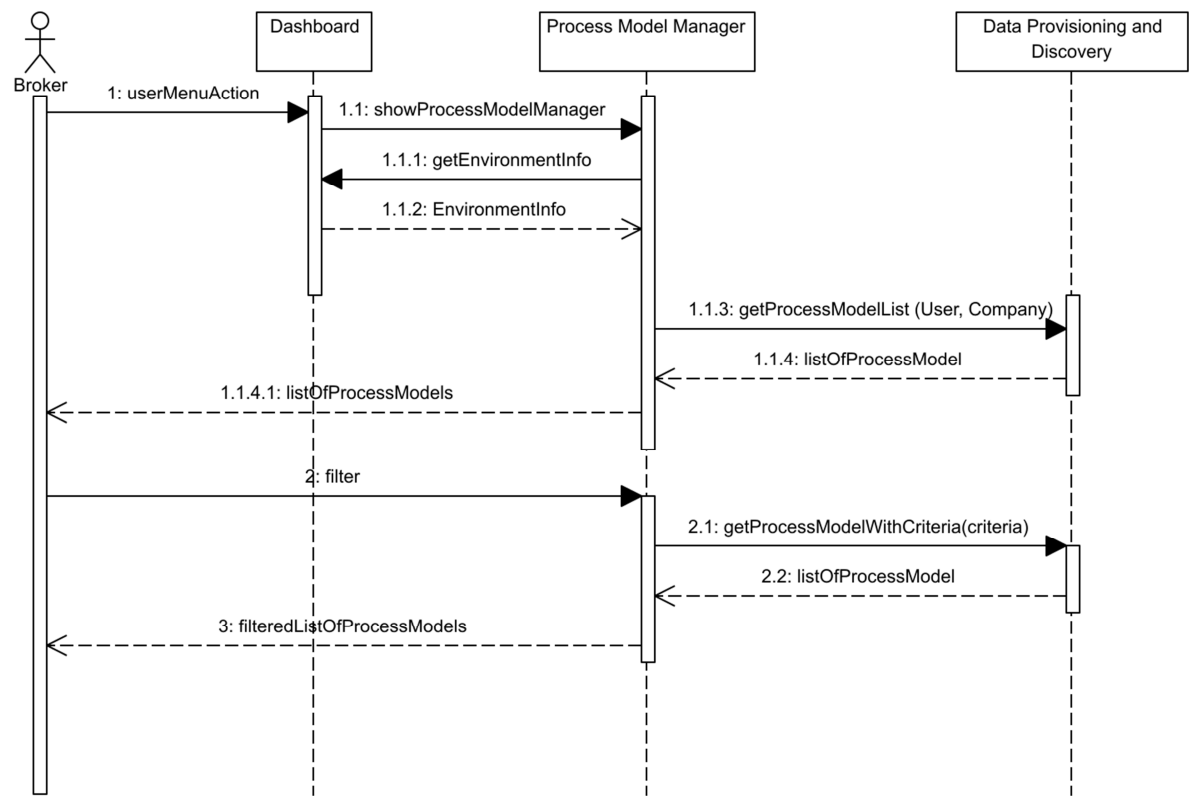 Dashboard
Process Model Manager
Data Provisioning and
Discovery
Broker
1: userMenuAction
1.1: showProcessModelManager
1.1.1: getEnvironmentInfo
1.1.2: EnvironmentInfo
1.1.3: getProcessModelList (User, Company)
1.1.4: listOfProcessModel
1.1.4.1: listOfProcessModels
2: filter
2.1: getProcessModelWithCriteria(criteria)
2.2: listOfProcessModel
3: filteredListOfProcessModels